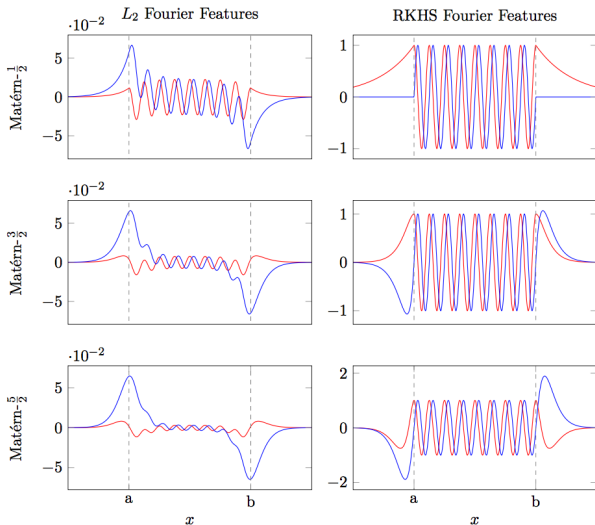 L₂ Fourier Features
RKHS Fourier Features
·10⁻²
5
0
−5
Matérn-1/2
1
0
−1
·10⁻²
5
0
−5
Matérn-3/2
1
0
−1
·10⁻²
5
0
−5
Matérn-5/2
2
0
−2
a
b
x
a
b
x